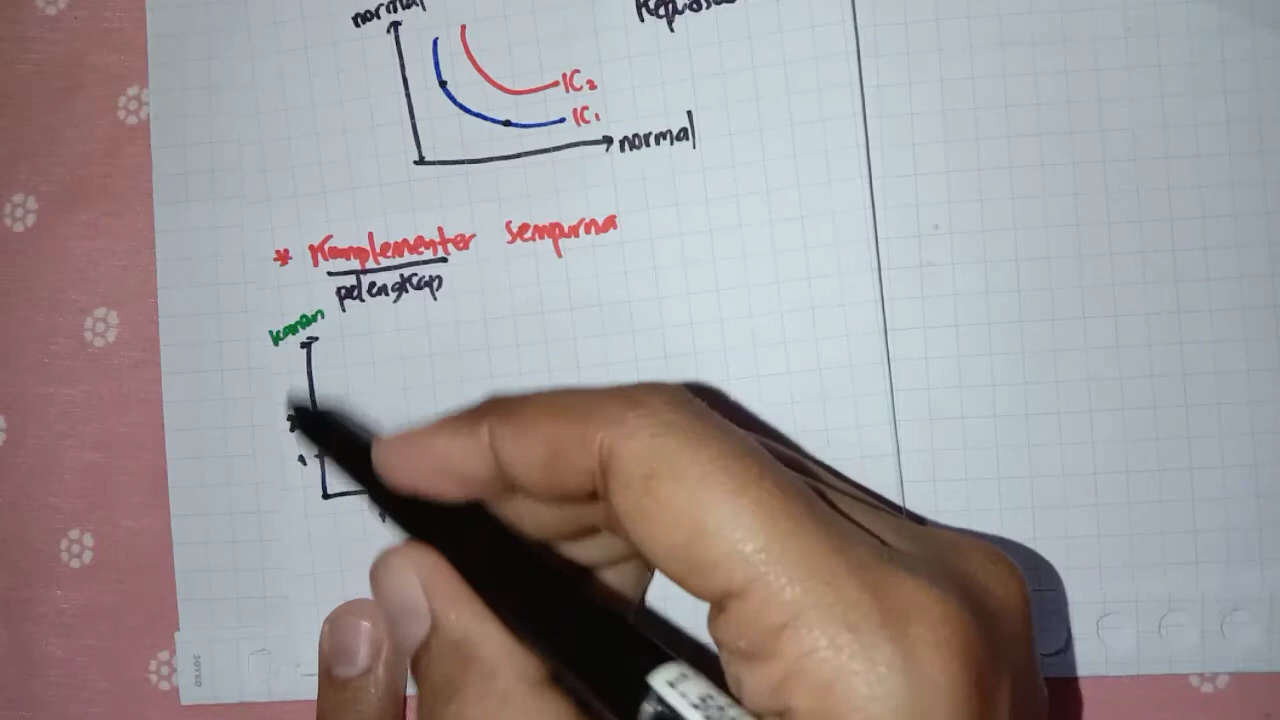 normal
IC₂
IC₁
normal
* Komplementer Sempurna
pelengkap
kanan